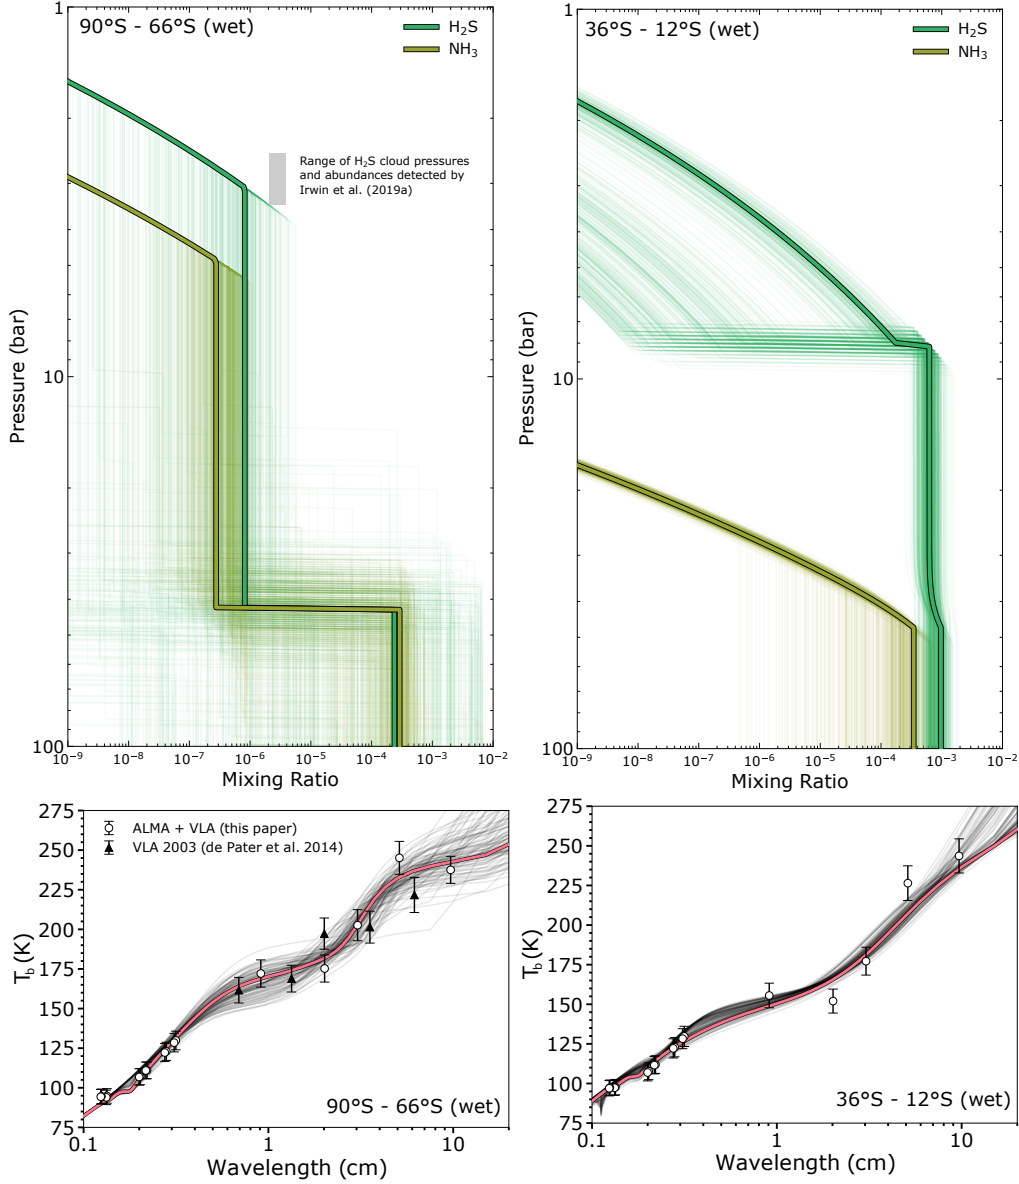 90°S - 66°S (wet)
H₂S
NH₃
Range of H₂S cloud pressures
and abundances detected by
Irwin et al. (2019a)
1
10
100
Pressure (bar)
10⁻⁹ 10⁻⁸ 10⁻⁷ 10⁻⁶ 10⁻⁵ 10⁻⁴ 10⁻³ 10⁻²
Mixing Ratio
36°S - 12°S (wet)
H₂S
NH₃
1
10
100
Pressure (bar)
10⁻⁹ 10⁻⁸ 10⁻⁷ 10⁻⁶ 10⁻⁵ 10⁻⁴ 10⁻³ 10⁻²
Mixing Ratio
ALMA + VLA (this paper)
VLA 2003 (de Pater et al. 2014)
275
250
225
200
175
150
125
100
75
T_b (K)
90°S - 66°S (wet)
0.1 1 10
Wavelength (cm)
275
250
225
200
175
150
125
100
75
T_b (K)
36°S - 12°S (wet)
0.1 1 10
Wavelength (cm)